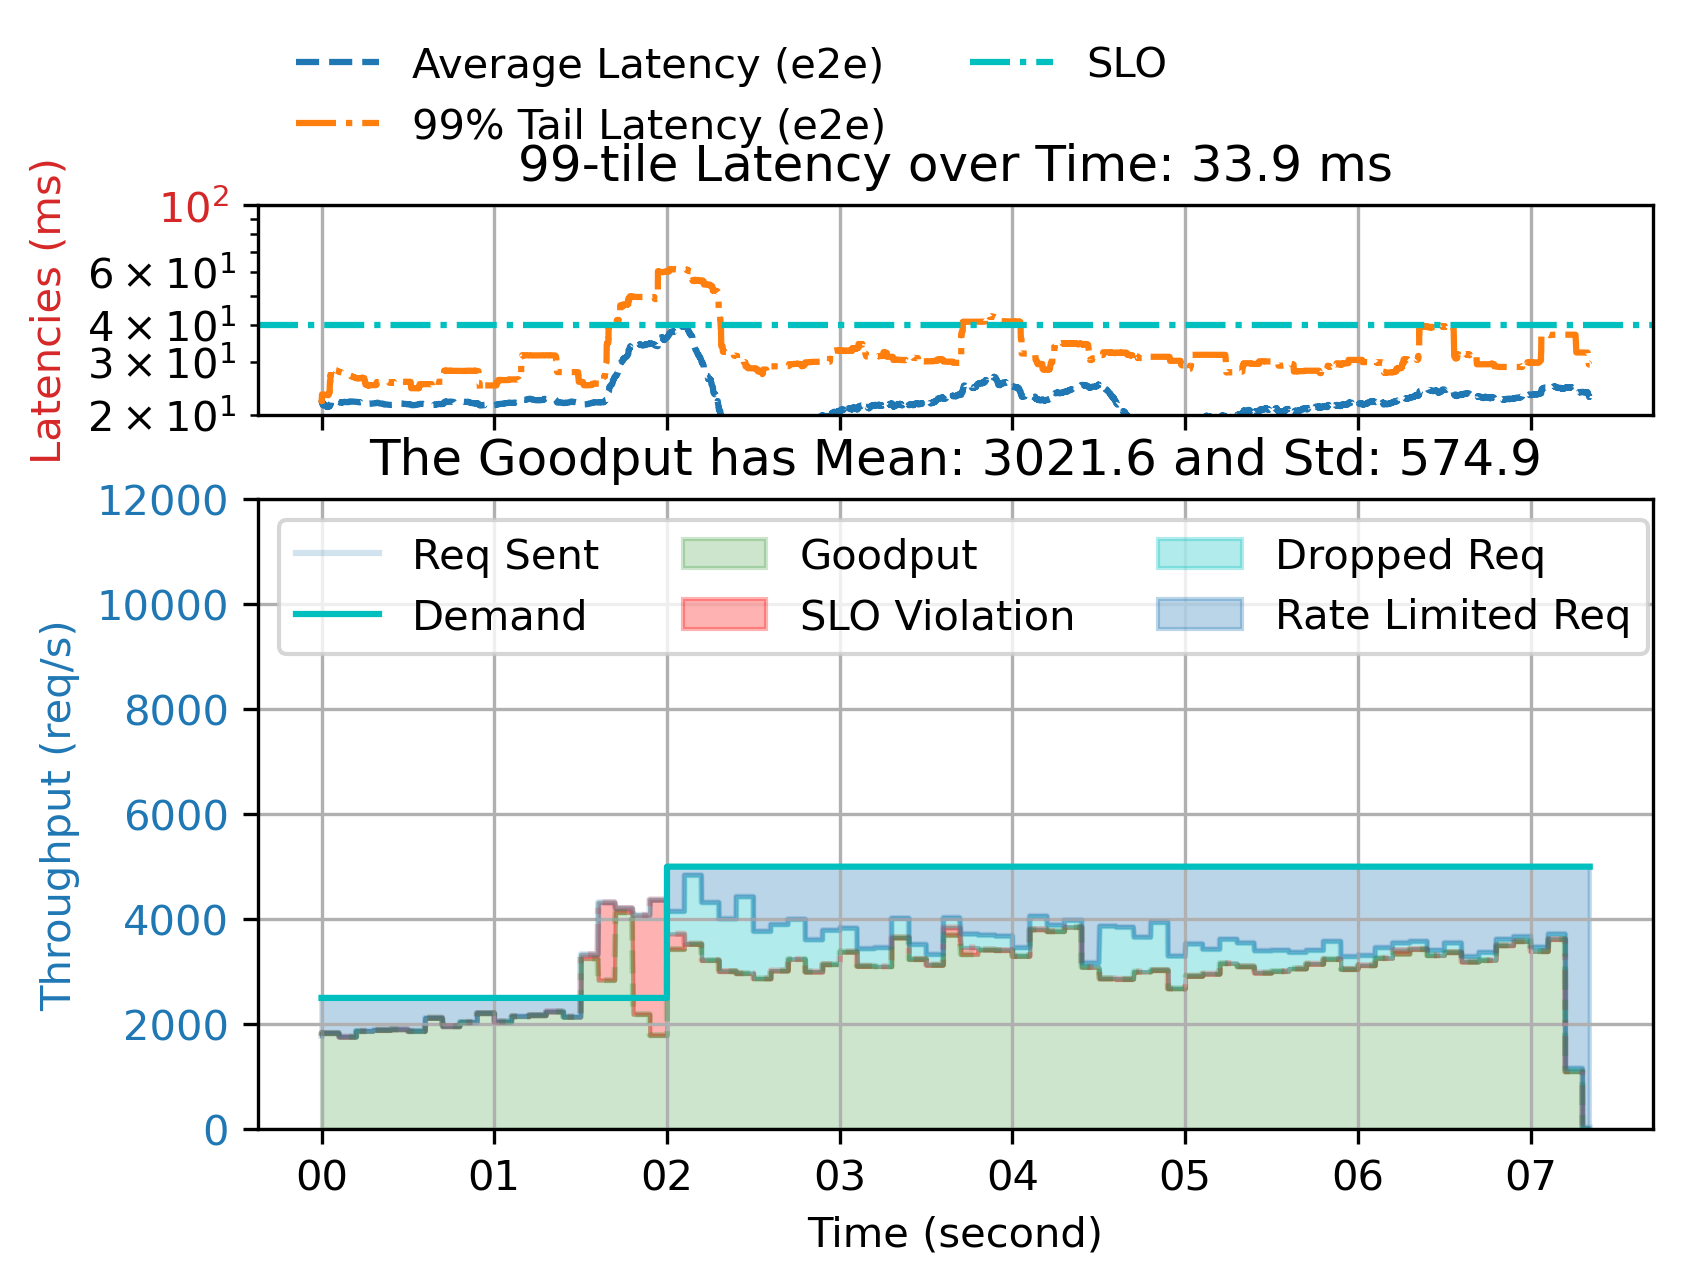 Average Latency (e2e)
SLO
99% Tail Latency (e2e)
99-tile Latency over Time: 33.9 ms
Latencies (ms)
10²
6 × 10¹
4 × 10¹
3 × 10¹
2 × 10¹
The Goodput has Mean: 3021.6 and Std: 574.9
Throughput (req/s)
12000
10000
8000
6000
4000
2000
0
Req Sent
Demand
Goodput
SLO Violation
Dropped Req
Rate Limited Req
00 01 02 03 04 05 06 07
Time (second)